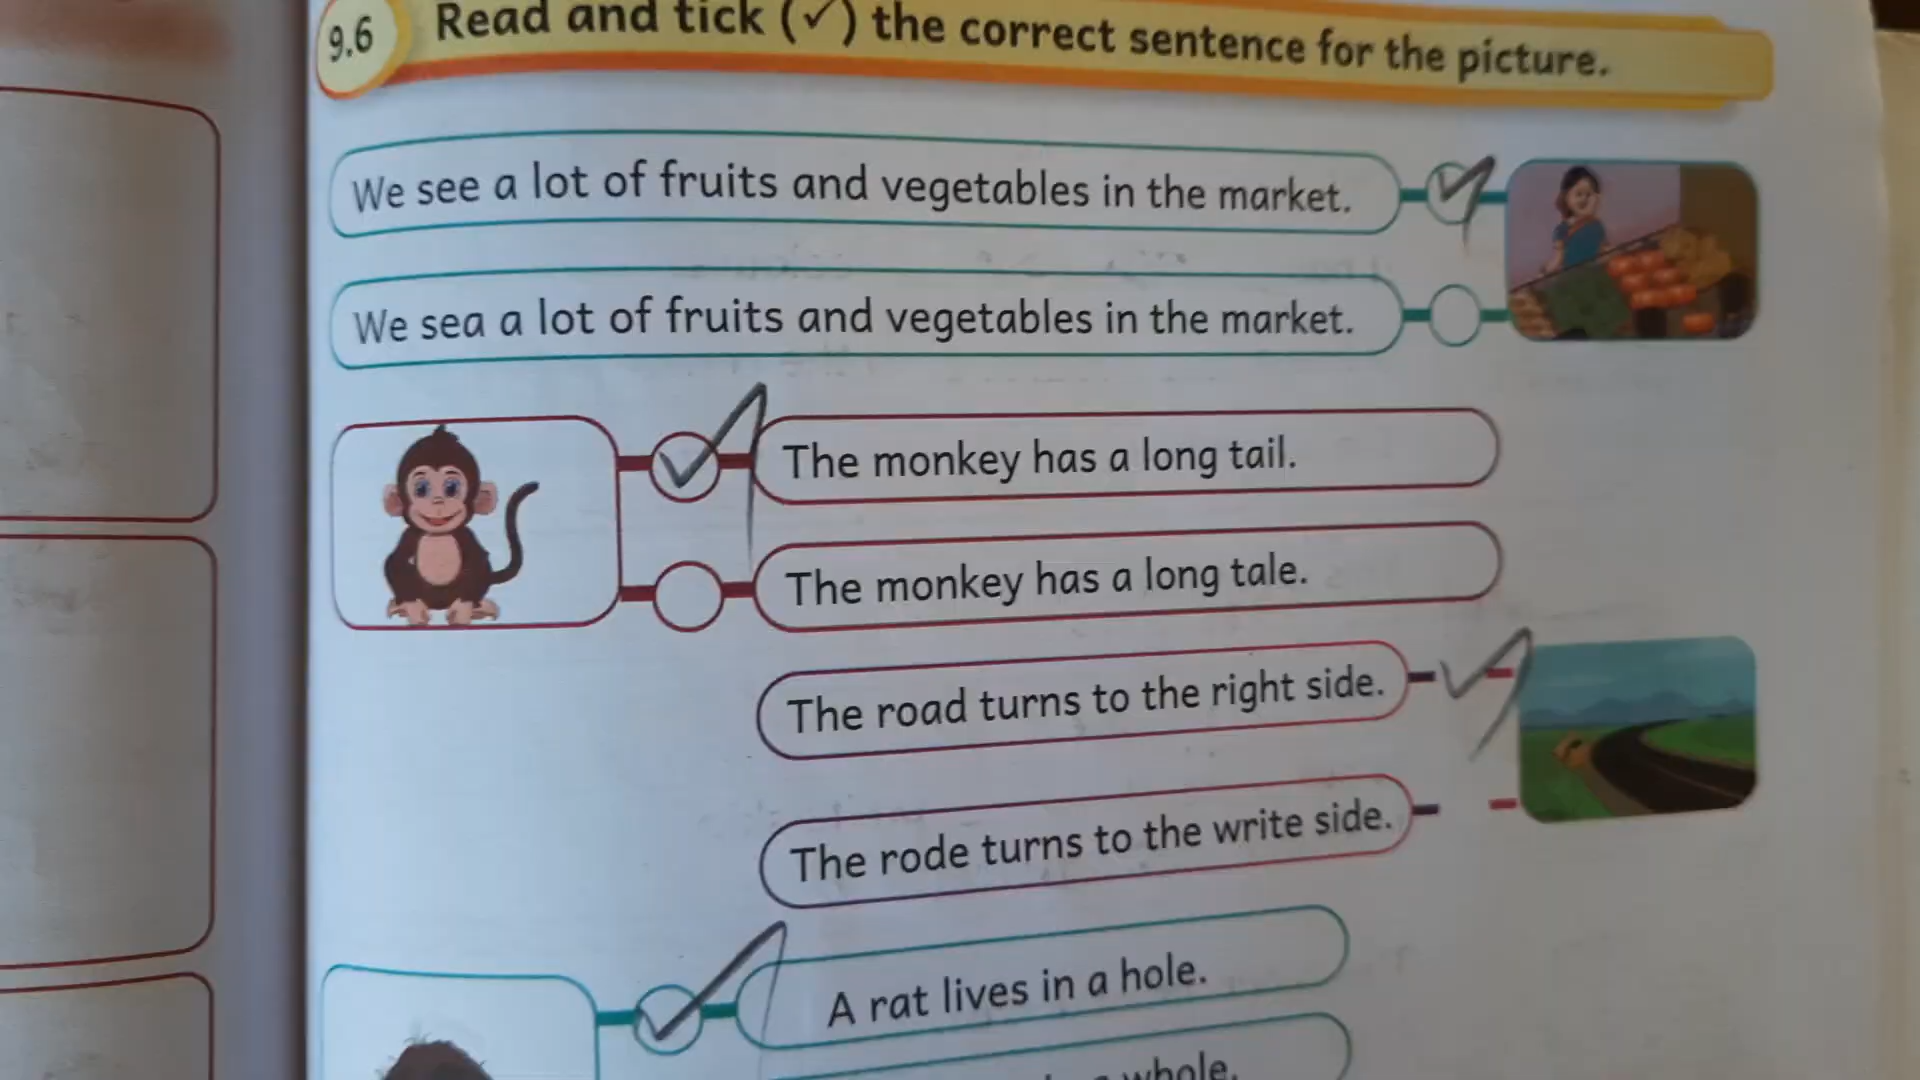 9.6 Read and tick (✓) the correct sentence for the picture.
We see a lot of fruits and vegetables in the market.
We sea a lot of fruits and vegetables in the market.
The monkey has a long tail.
The monkey has a long tale.
The road turns to the right side.
The rode turns to the write side.
A rat lives in a hole.
whole.